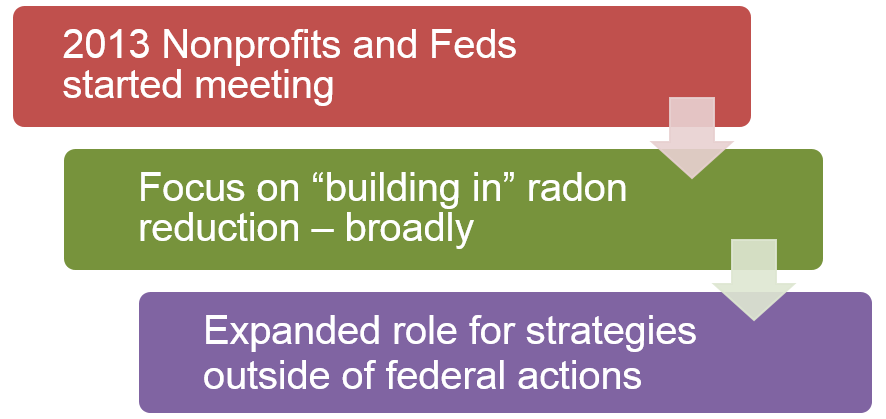 2013 Nonprofits and Feds
started meeting
Focus on “building in” radon
reduction – broadly
Expanded role for strategies
outside of federal actions